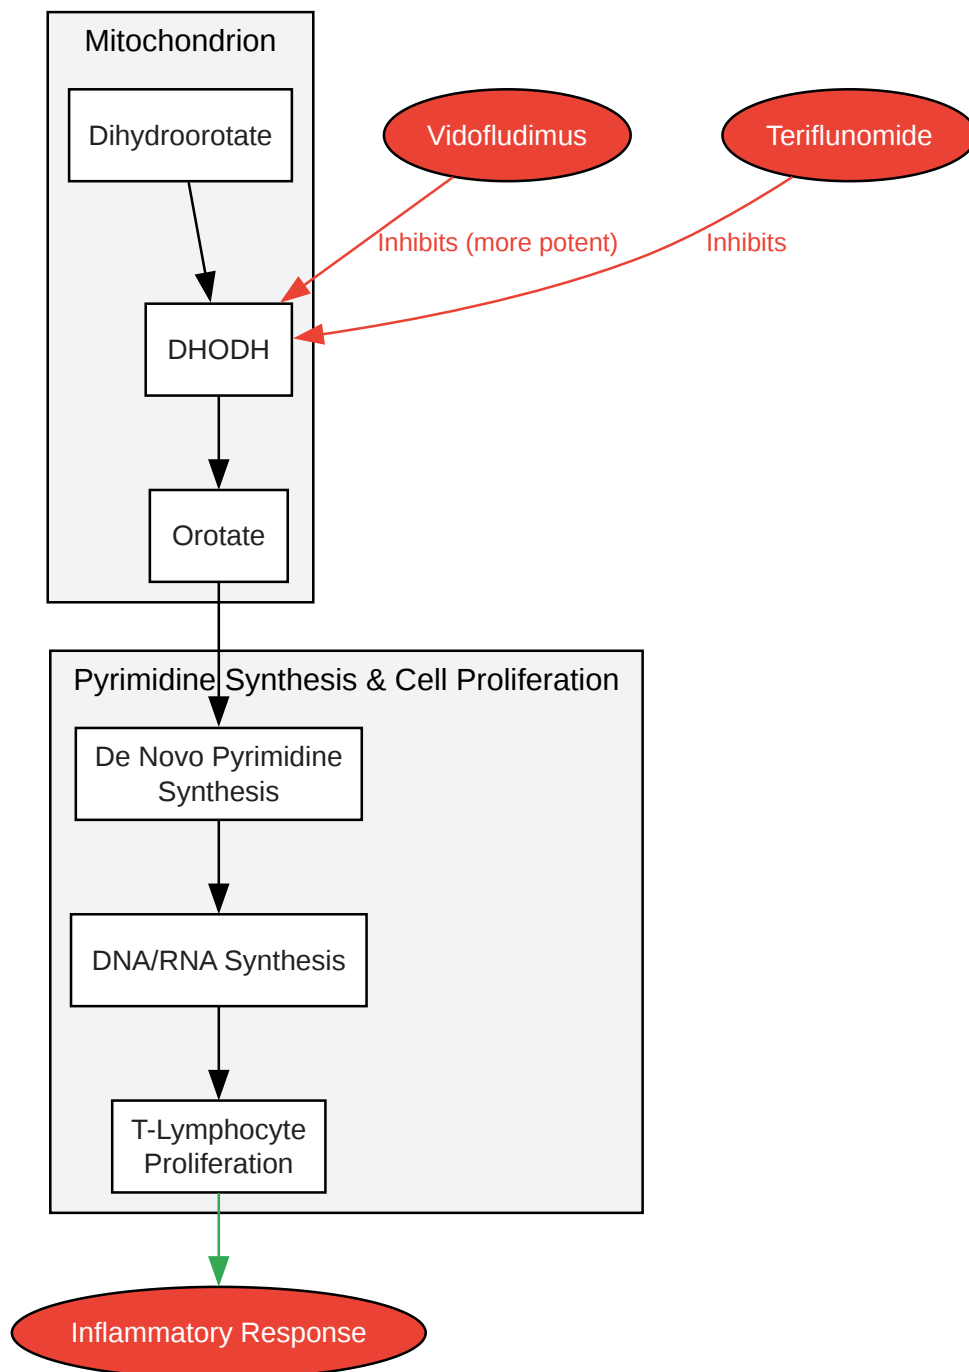 Mitochondrion
Dihydroorotate
Vidofludimus
Teriflunomide
Inhibits (more potent)
Inhibits
DHODH
Orotate
Pyrimidine Synthesis & Cell Proliferation
De Novo Pyrimidine
Synthesis
DNA/RNA Synthesis
T-Lymphocyte
Proliferation
Inflammatory Response